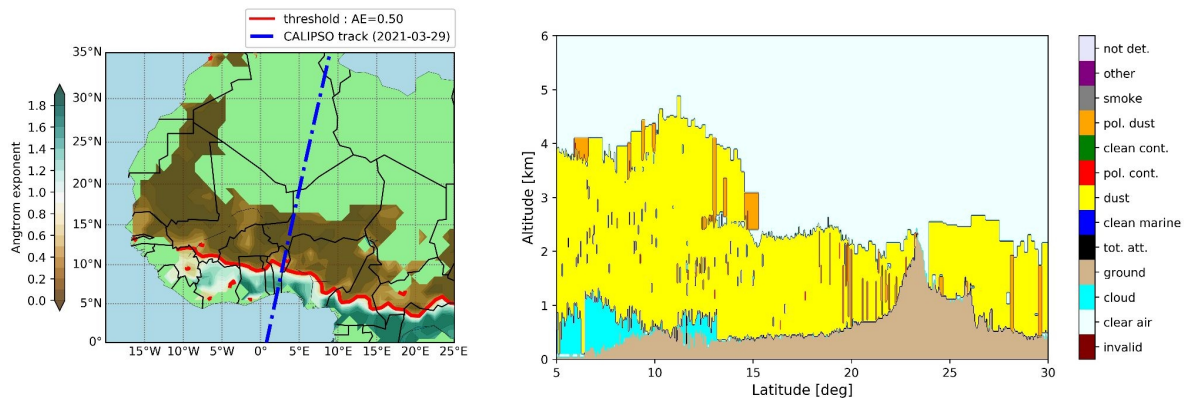 threshold : AE=0.50
CALIPSO track (2021-03-29)
Angtrom exponent
1.8
1.6
1.4
1.2
1.0
0.8
0.6
0.4
0.2
0.0
35°N
30°N
25°N
20°N
15°N
10°N
5°N
0°
15°W
10°W
5°W
0°
5°E
10°E
15°E
20°E
25°E
Altitude [km]
6
5
4
3
2
1
0
5
10
15
20
25
30
Latitude [deg]
not det.
other
smoke
pol. dust
clean cont.
pol. cont.
dust
clean marine
tot. att.
ground
cloud
clear air
invalid